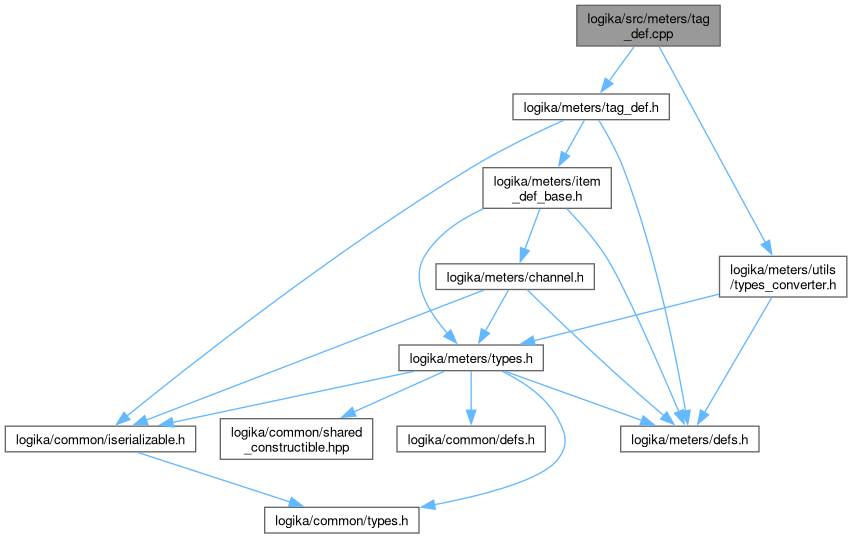 logika/src/meters/tag
_def.cpp
logika/meters/tag_def.h
logika/meters/item
_def_base.h
logika/meters/channel.h
logika/meters/utils
/types_converter.h
logika/meters/types.h
logika/common/iserializable.h
logika/common/shared
_constructible.hpp
logika/common/defs.h
logika/meters/defs.h
logika/common/types.h